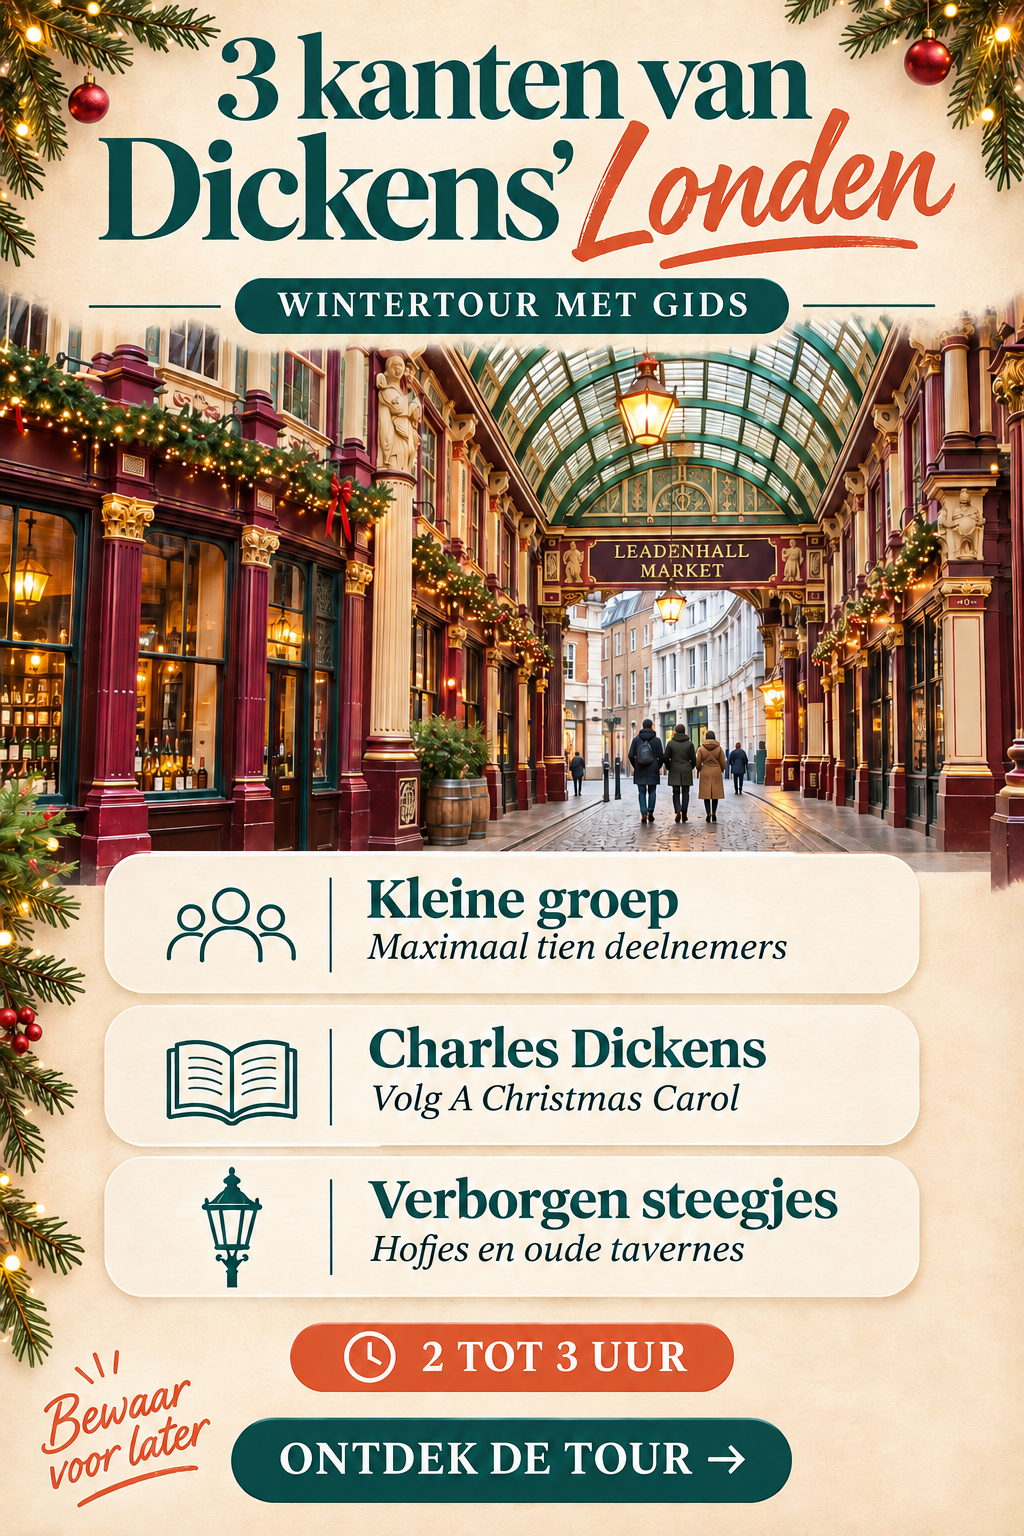 3 kanten van
Dickens’ Londen
WINTERTOUR MET GIDS
LEADENHALL
MARKET
Kleine groep
Maximaal tien deelnemers
Charles Dickens
Volg A Christmas Carol
Verborgen steegjes
Hofjes en oude tavernes
2 TOT 3 UUR
Bewaar
voor later
ONTDEK DE TOUR →